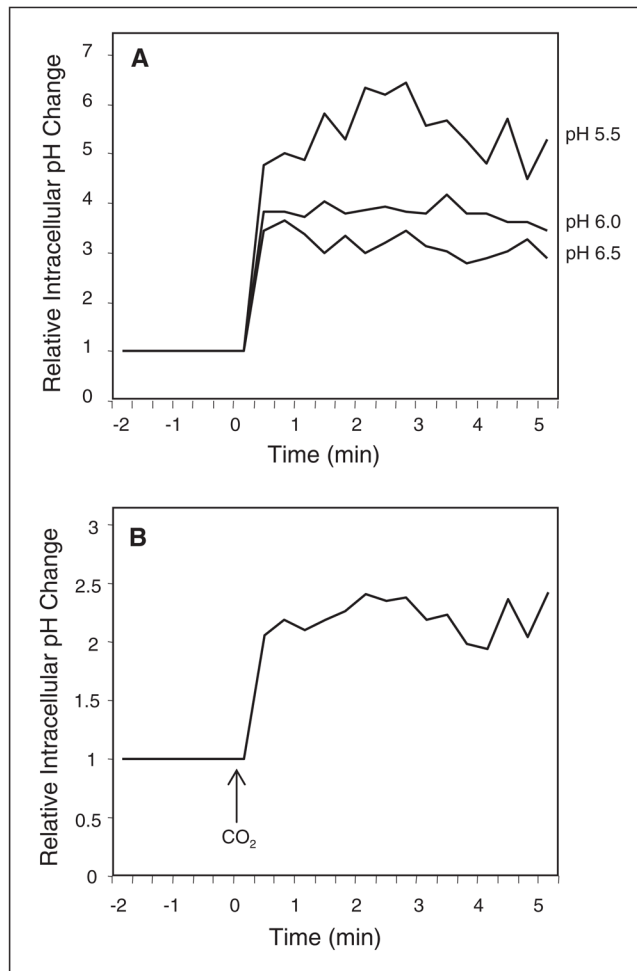 A
Relative Intracellular pH Change
7
6
5
4
3
2
1
0
pH 5.5
pH 6.0
pH 6.5
-2 -1 0 1 2 3 4 5
Time (min)
B
Relative Intracellular pH Change
3
2.5
2
1.5
1
0.5
0
CO₂
-2 -1 0 1 2 3 4 5
Time (min)